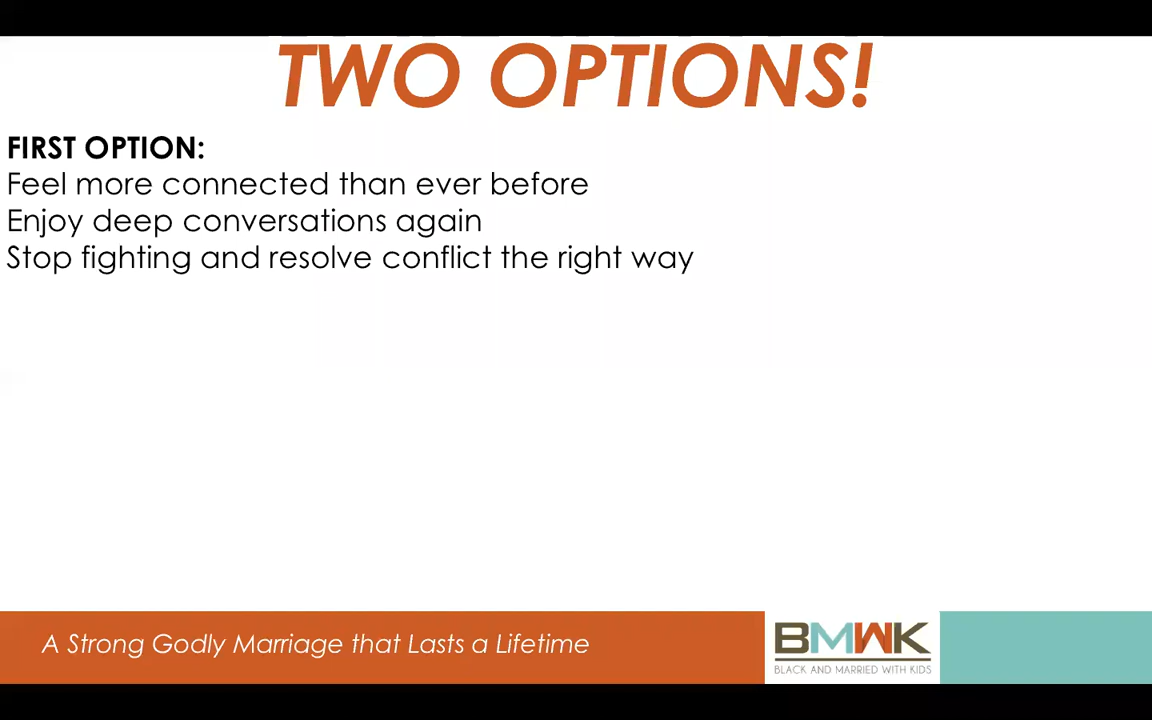 TWO OPTIONS!
FIRST OPTION:
Feel more connected than ever before
Enjoy deep conversations again
Stop fighting and resolve conflict the right way
A Strong Godly Marriage that Lasts a Lifetime
BMWK
BLACK AND MARRIED WITH KIDS